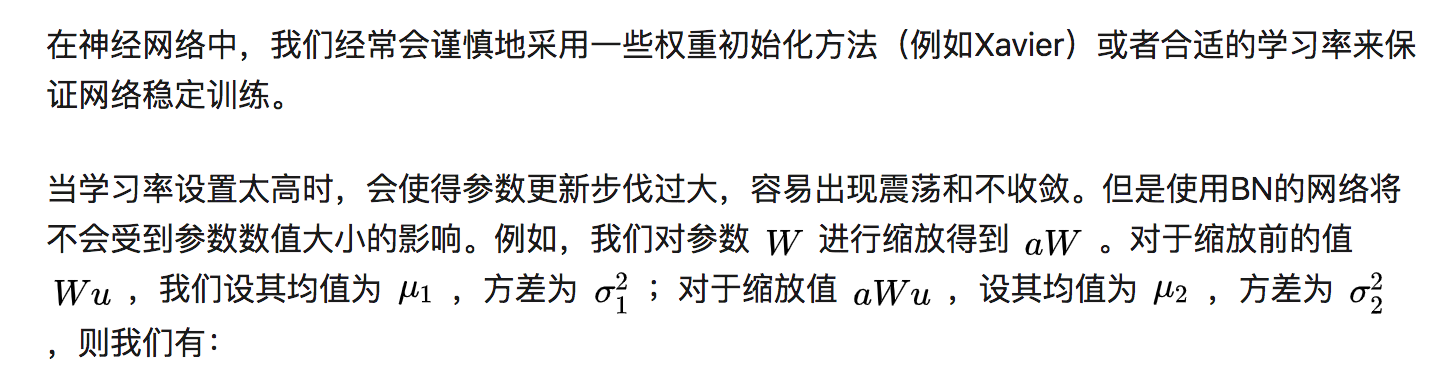 在神经网络中，我们经常会谨慎地采用一些权重初始化方法（例如Xavier）或者合适的学习率来保
证网络稳定训练。
当学习率设置太高时，会使得参数更新步伐过大，容易出现震荡和不收敛。但是使用BN的网络将
不会受到参数数值大小的影响。例如，我们对参数 W 进行缩放得到 aW 。对于缩放前的值
Wu ，我们设其均值为 μ₁ ，方差为 σ₁² ；对于缩放值 aWu ，设其均值为 μ₂ ，方差为 σ₂²
，则我们有：